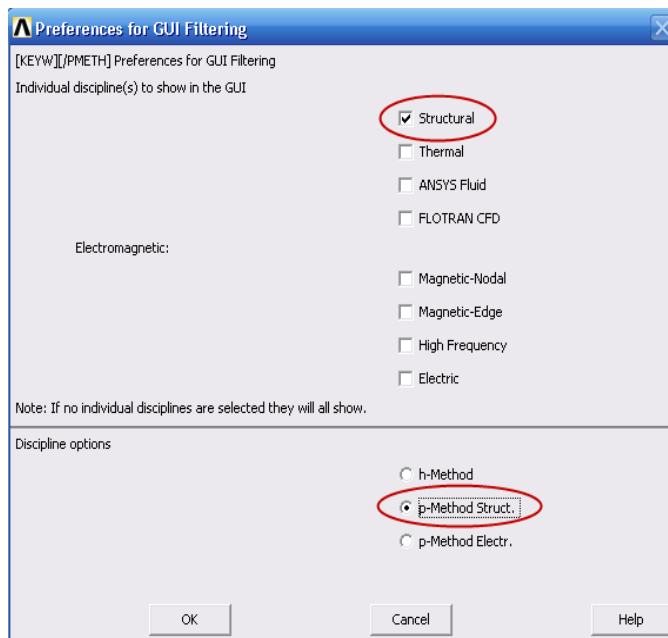 Preferences for GUI Filtering
[KEYW][/PMETH] Preferences for GUI Filtering
Individual discipline(s) to show in the GUI
Structural
Thermal
ANSYS Fluid
FLOTRAN CFD
Electromagnetic:
Magnetic-Nodal
Magnetic-Edge
High Frequency
Electric
Note: If no individual disciplines are selected they will all show.
Discipline options
h-Method
p-Method Struct.
p-Method Electr.
OK Cancel Help